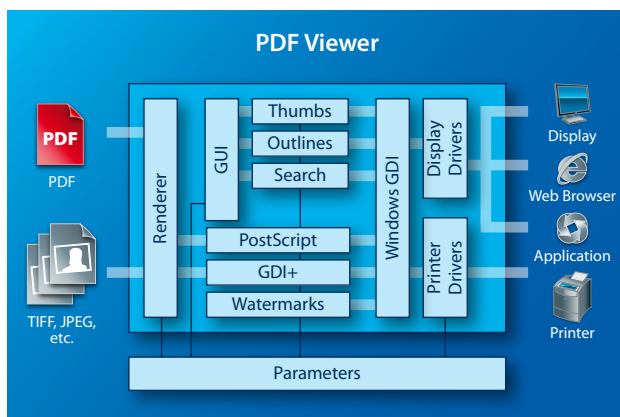 PDF Viewer
PDF
PDF
TIFF, JPEG,
etc.
Renderer
GUI
Thumbs
Outlines
Search
PostScript
GDI+
Watermarks
Windows GDI
Display
Drivers
Printer
Drivers
Display
Web Browser
Application
Printer
Parameters